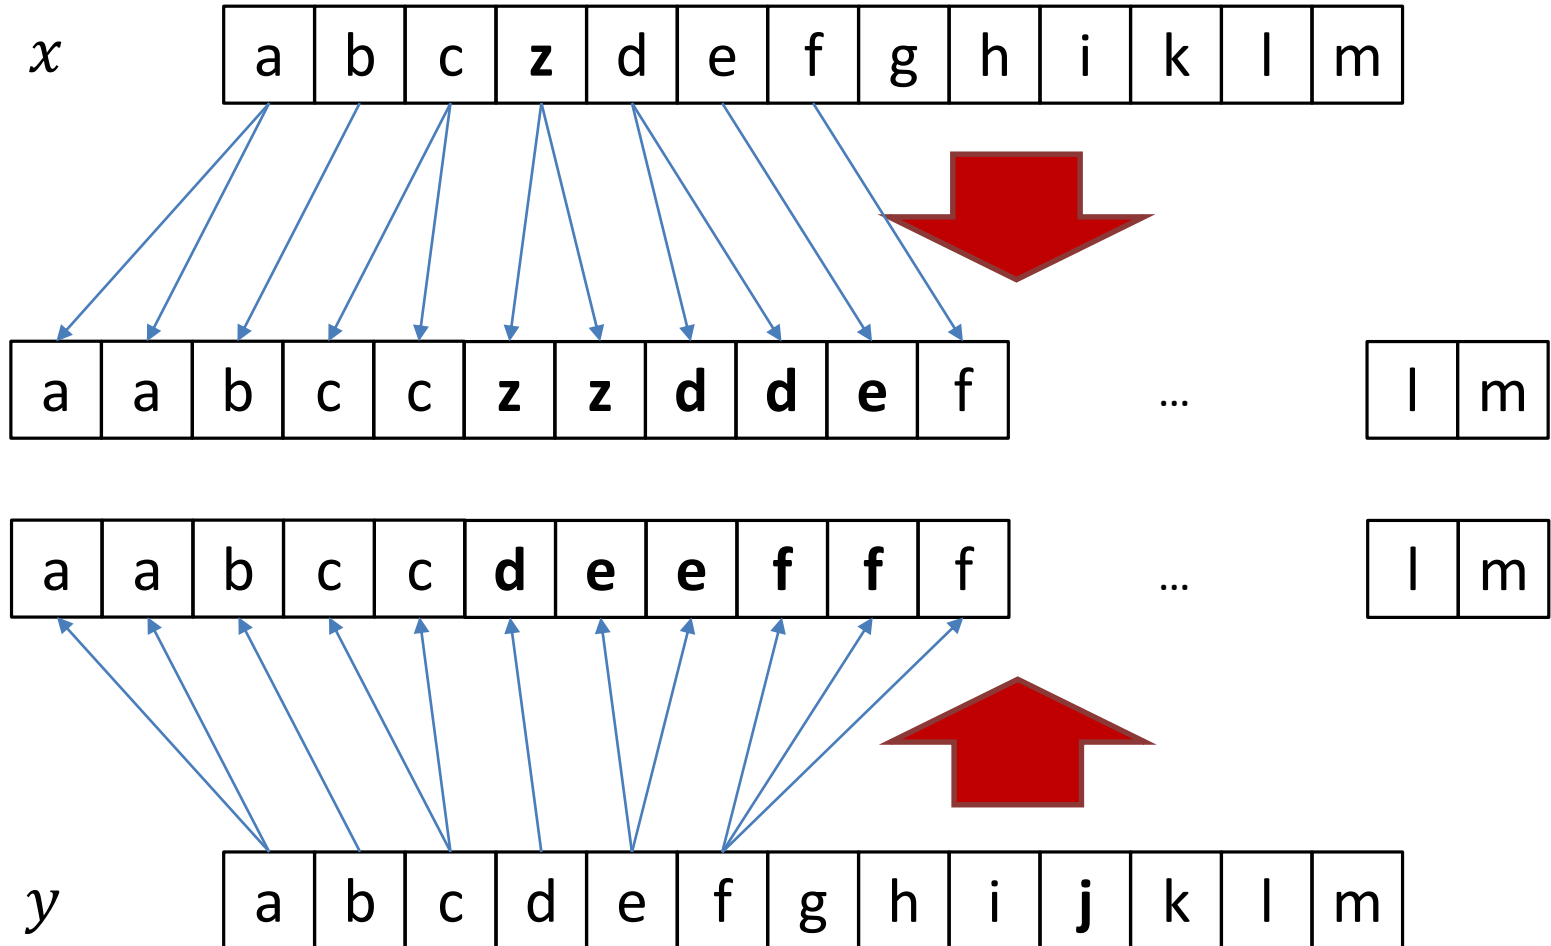 x a b c z d e f g h i k l m
a a b c c z z d d e f ... l m
a a b c c d e e f f f ... l m
y a b c d e f g h i j k l m